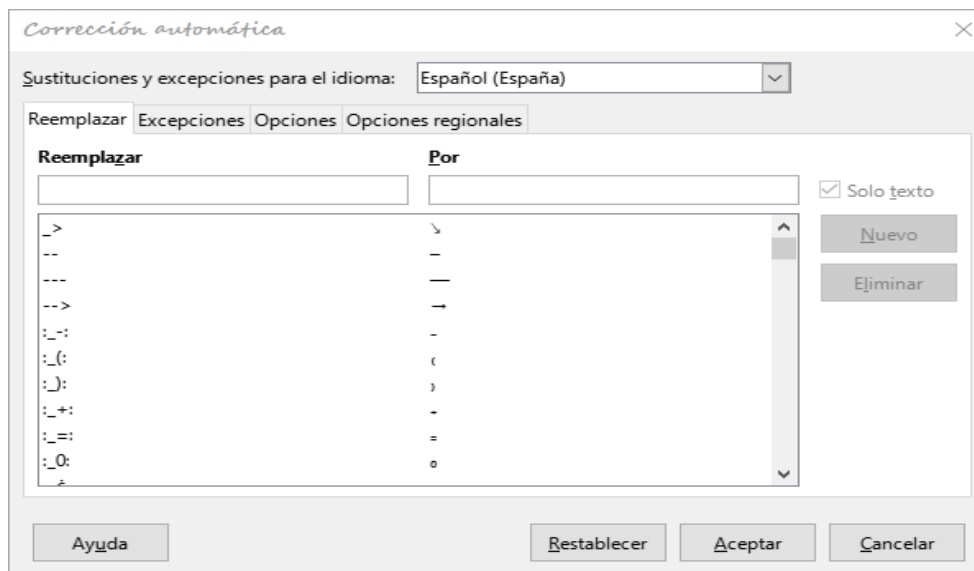 Corrección automática
Sustituciones y excepciones para el idioma: Español (España)
Reemplazar Excepciones Opciones Opciones regionales
Reemplazar Por
Solo texto
_> ↘
-- –
--- —
--> →
:_-: ₋
:_(: ₍
:_): ₎
:_+: ₊
:_=: ₌
:_0: ₀
Nuevo
Eliminar
Ayuda Restablecer Aceptar Cancelar